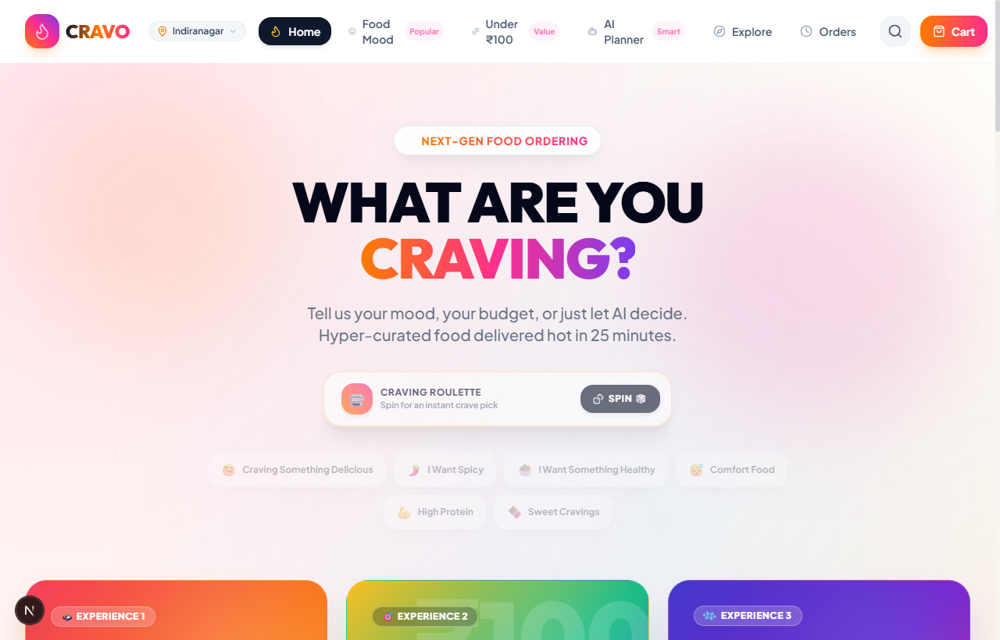 CRAVO
Indiranagar
Home
Food Mood
Popular
Under ₹100
Value
AI Planner
Smart
Explore
Orders
Cart
NEXT-GEN FOOD ORDERING
WHAT ARE YOU
CRAVING?
Tell us your mood, your budget, or just let AI decide.
Hyper-curated food delivered hot in 25 minutes.
CRAVING ROULETTE
Spin for an instant crave pick
SPIN
Craving Something Delicious
I Want Spicy
I Want Something Healthy
Comfort Food
High Protein
Sweet Cravings
EXPERIENCE 1
EXPERIENCE 2
₹100
EXPERIENCE 3
N